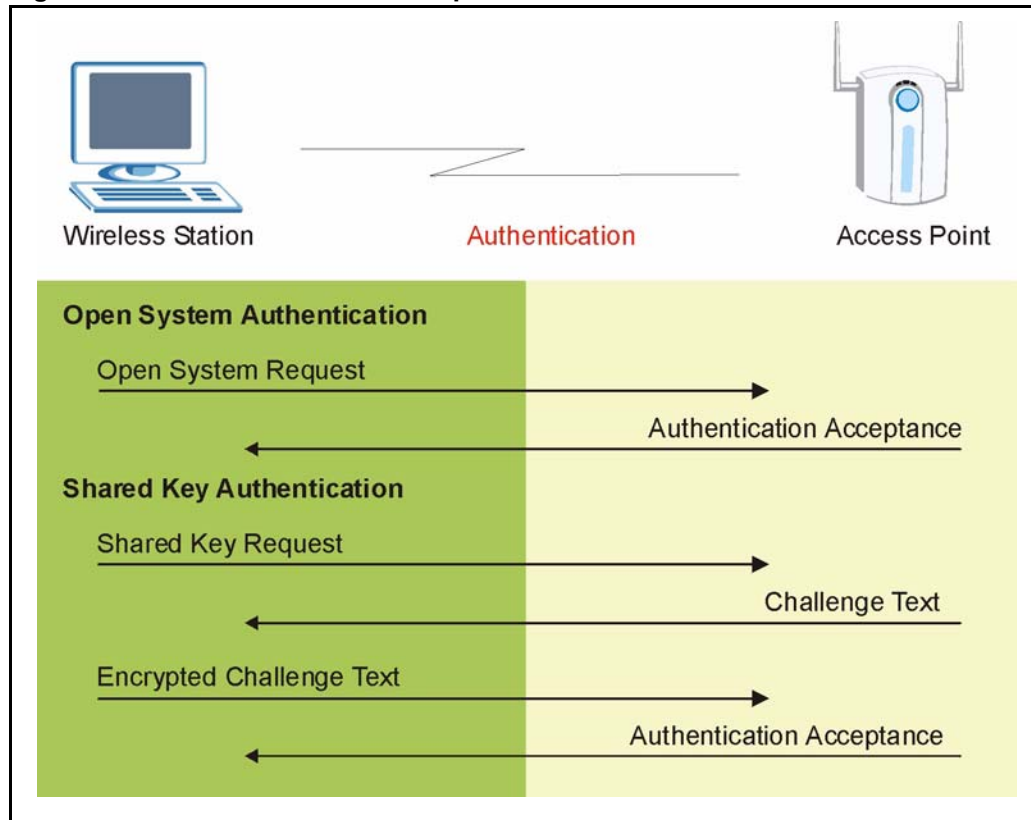 Wireless Station
Authentication
Access Point
Open System Authentication
Open System Request
Authentication Acceptance
Shared Key Authentication
Shared Key Request
Challenge Text
Encrypted Challenge Text
Authentication Acceptance